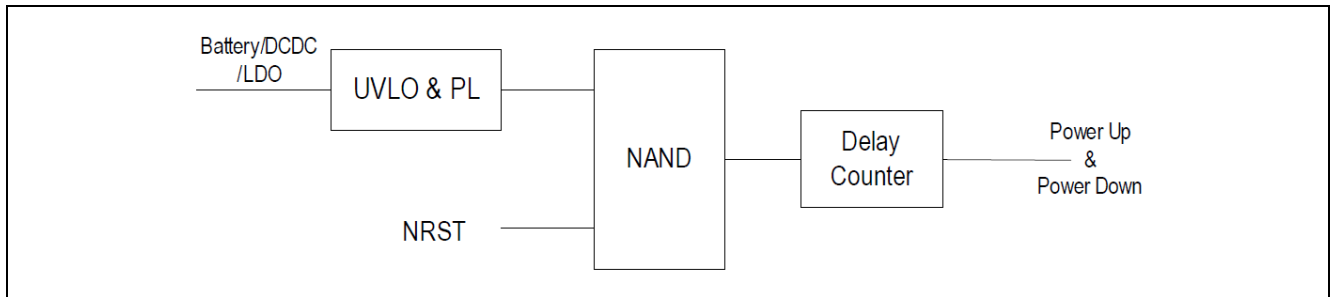 Battery/DCDC
/LDO
UVLO & PL
NAND
NRST
Delay
Counter
Power Up
&
Power Down